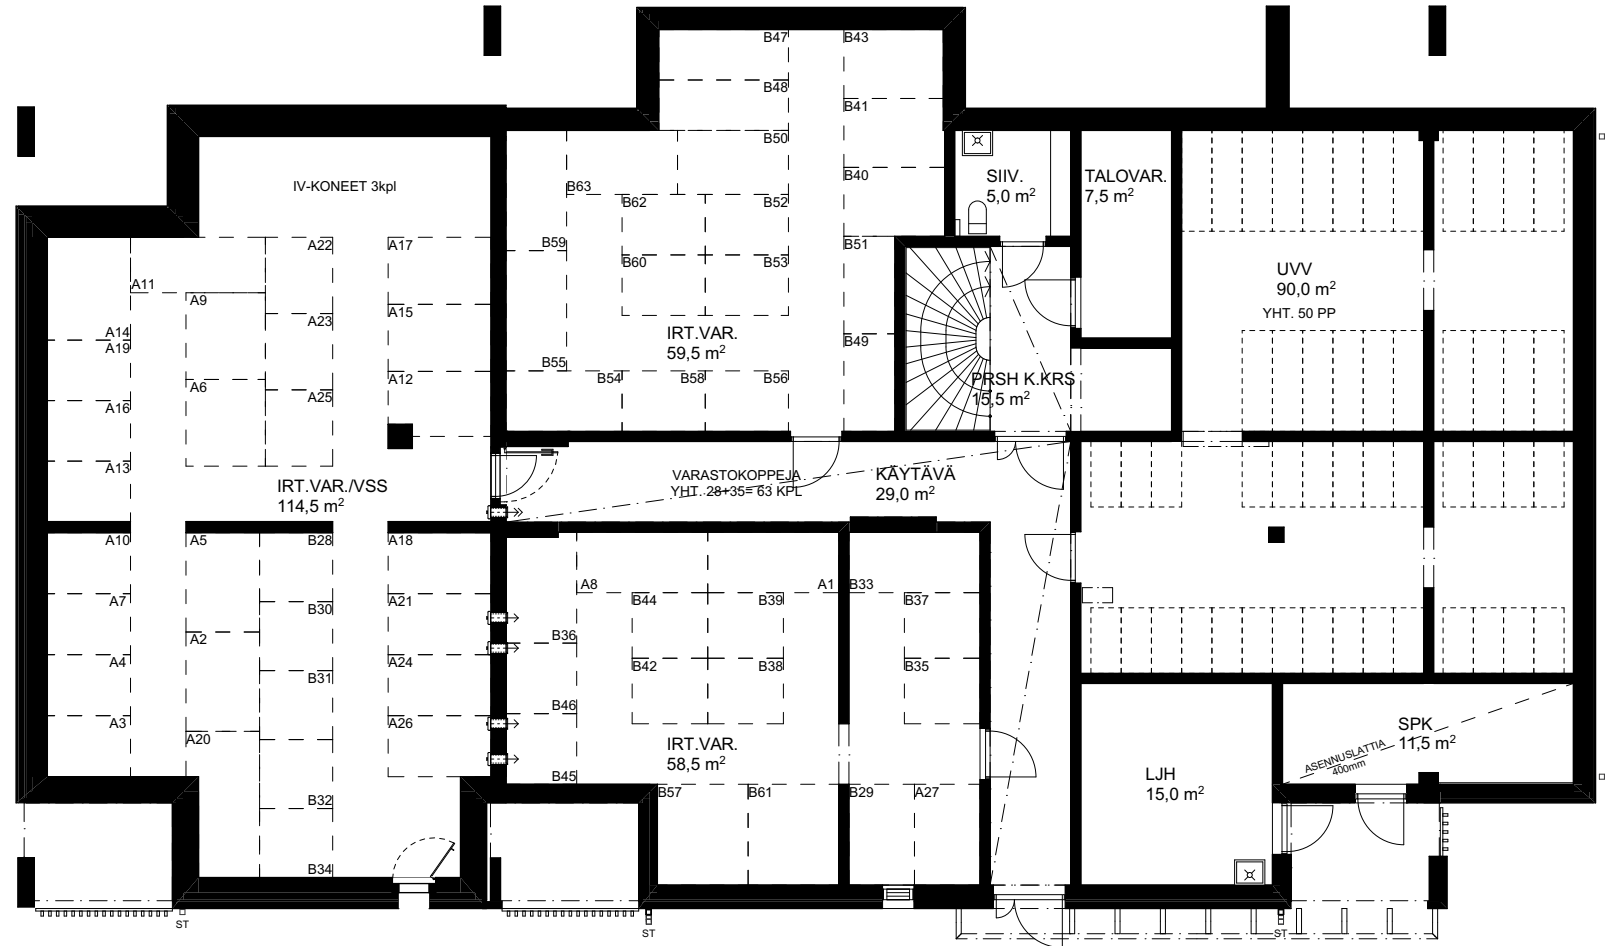 B47
B43
B48
B41
B50
B40
B63
B62
B52
B59
B51
B60
B53
B49
B55
B54
B58
B56
IRT.VAR.
59,5 m²
IV-KONEET 3kpl
A22
A17
A11
A9
A23
A15
A14
A19
A6
A12
A25
A16
A13
IRT.VAR./VSS
114,5 m²
SIIV.
5,0 m²
TALOVAR.
7,5 m²
UVV
90,0 m²
YHT. 50 PP
PRSH K.KRS
15,5 m²
VARASTOKOPPEJA
YHT. 28+35= 63 KPL
KÄYTÄVÄ
29,0 m²
A10
A5
B28
A18
A7
B30
A21
A2
A4
B31
A24
A3
A20
A26
B32
B34
A8
A1
B33
B44
B39
B37
B36
B42
B38
B35
B46
IRT.VAR.
58,5 m²
B45
B57
B61
B29
A27
LJH
15,0 m²
SPK
11,5 m²
ASENNUSLATTIA
400mm
ST
ST
ST